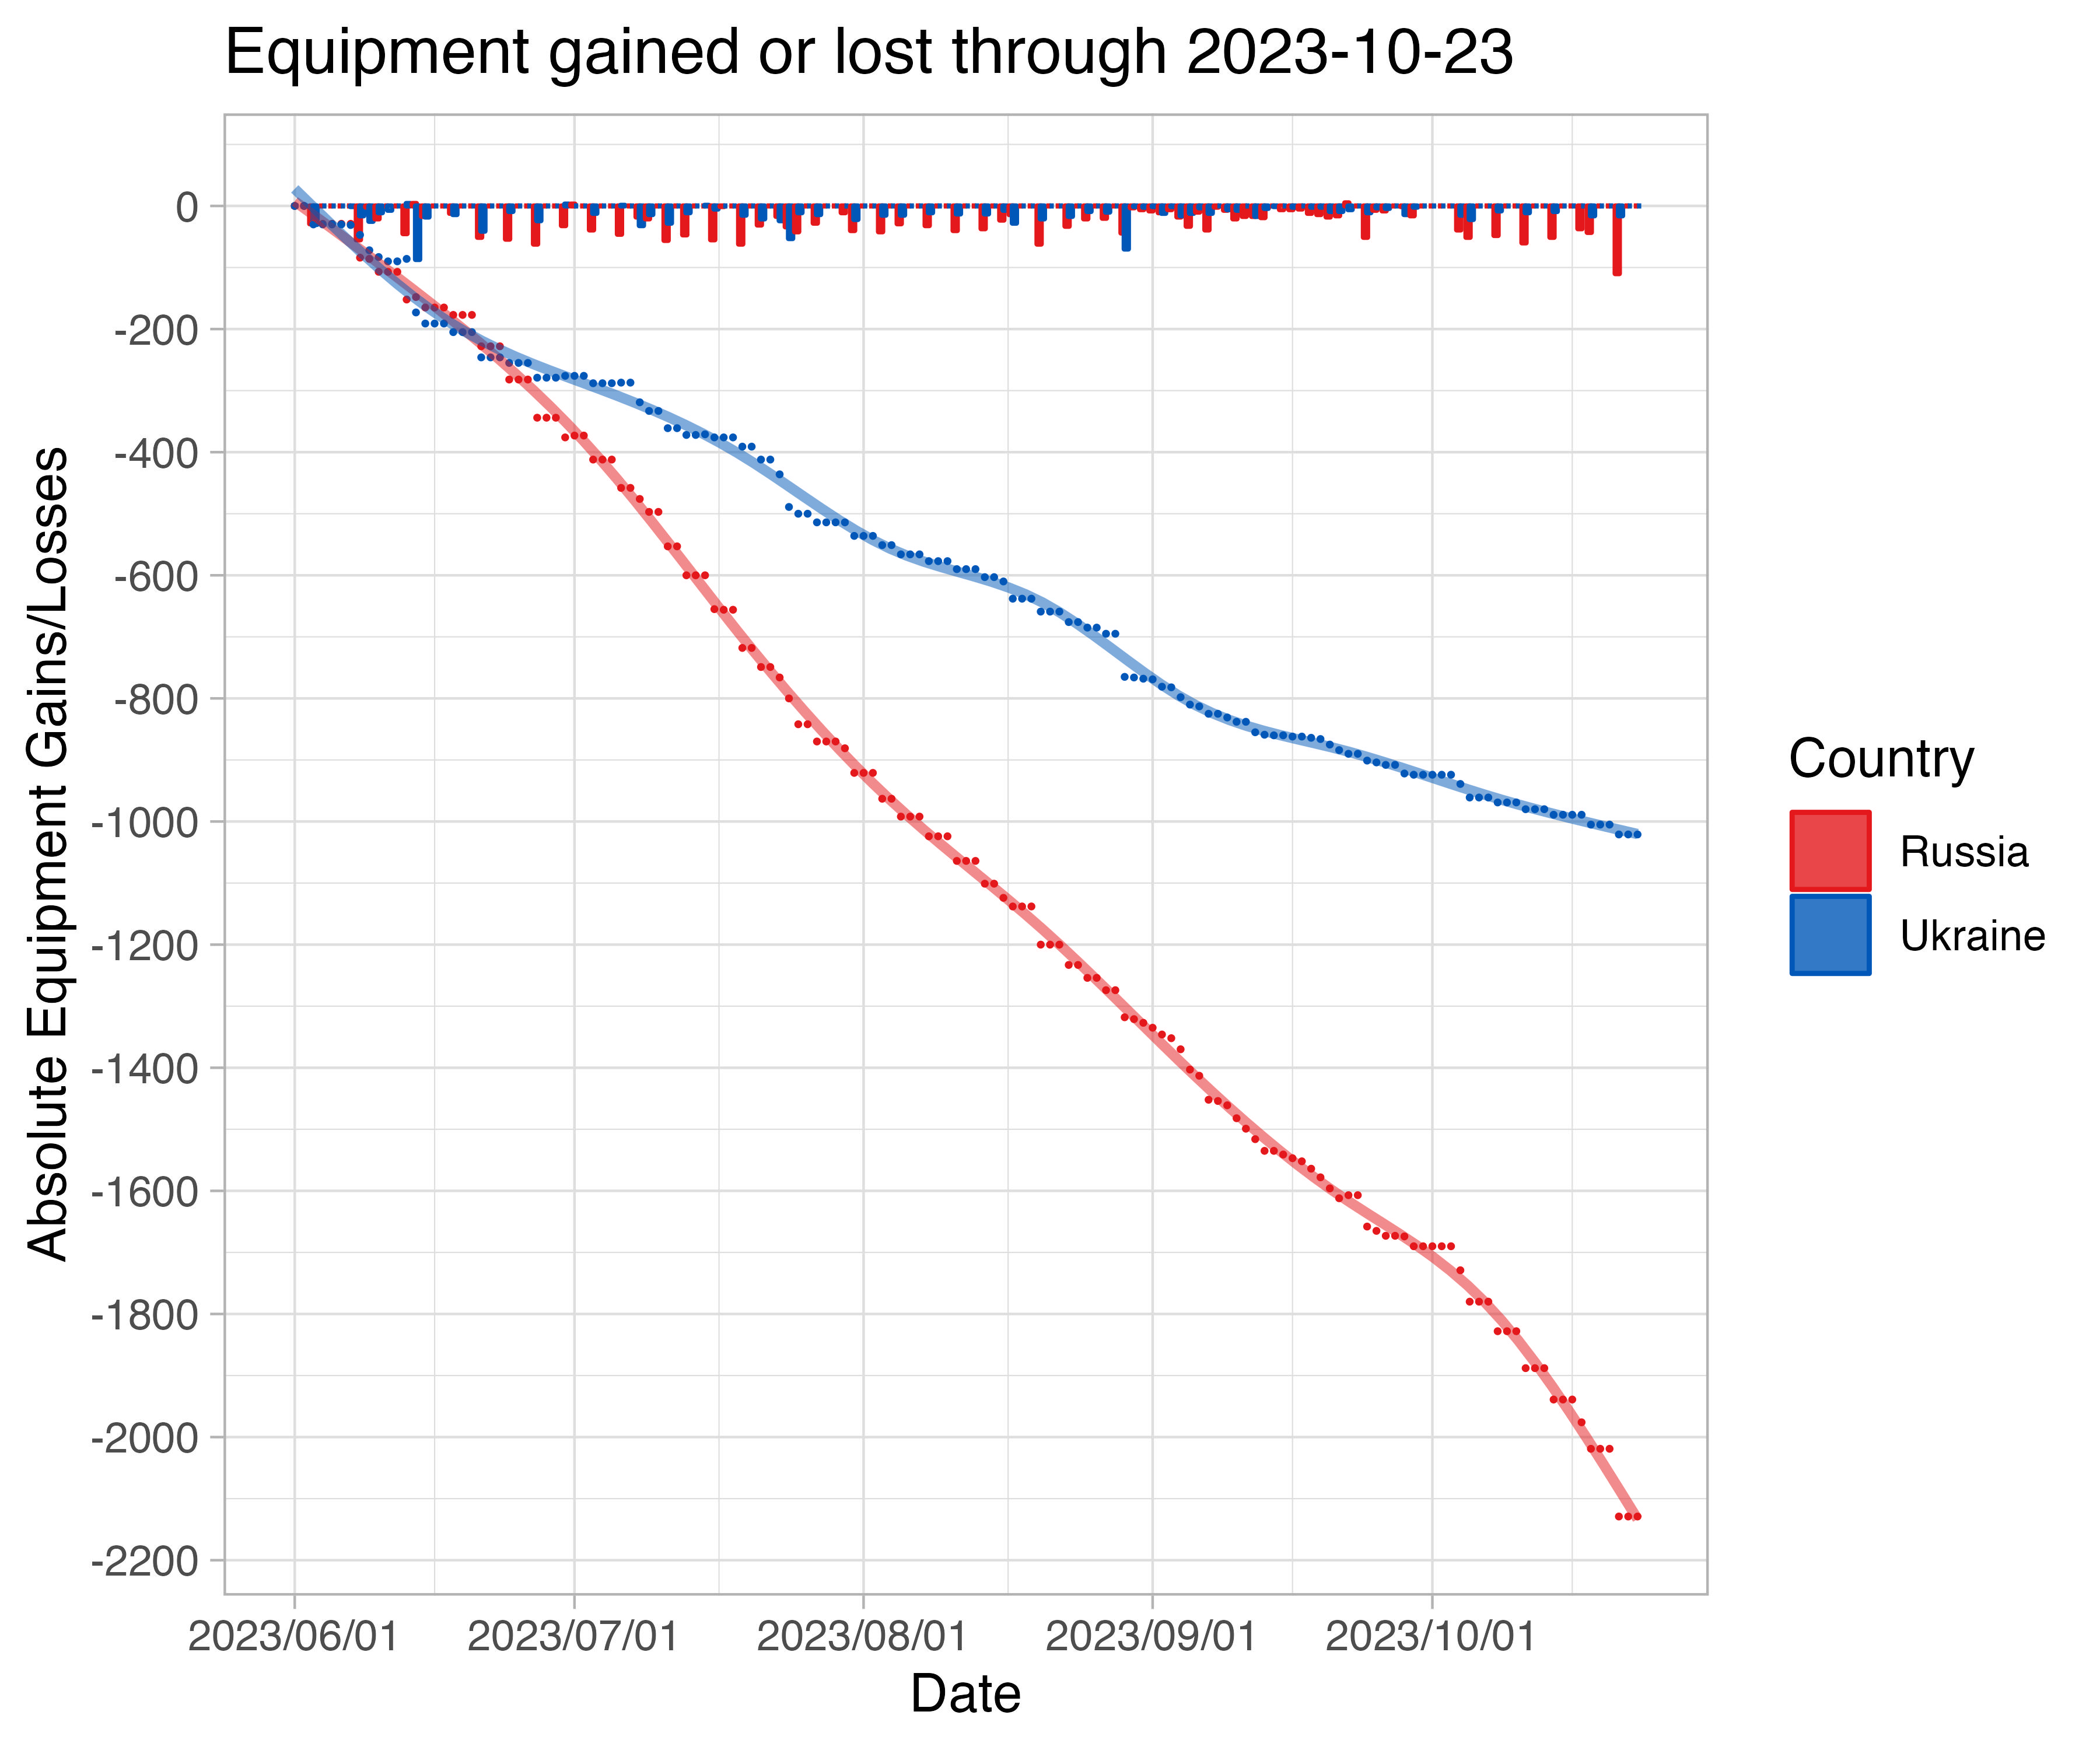 Equipment gained or lost through 2023-10-23
Absolute Equipment Gains/Losses
0
-200
-400
-600
-800
-1000
-1200
-1400
-1600
-1800
-2000
-2200
2023/06/01 2023/07/01 2023/08/01 2023/09/01 2023/10/01
Date
Country
Russia
Ukraine